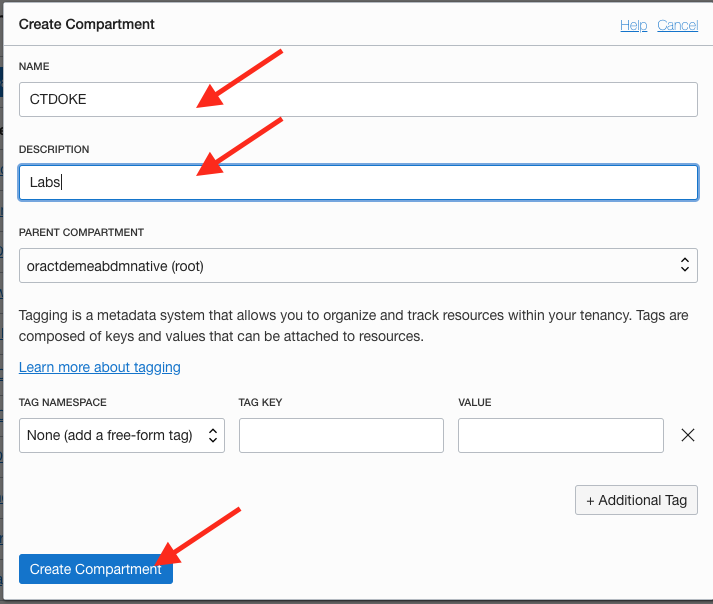 Create Compartment
Help Cancel
NAME
CTDOKE
DESCRIPTION
Labs
PARENT COMPARTMENT
oractdemeabdmnative (root)
Tagging is a metadata system that allows you to organize and track resources within your tenancy. Tags are
composed of keys and values that can be attached to resources.
Learn more about tagging
TAG NAMESPACE TAG KEY VALUE
None (add a free-form tag)
+ Additional Tag
Create Compartment